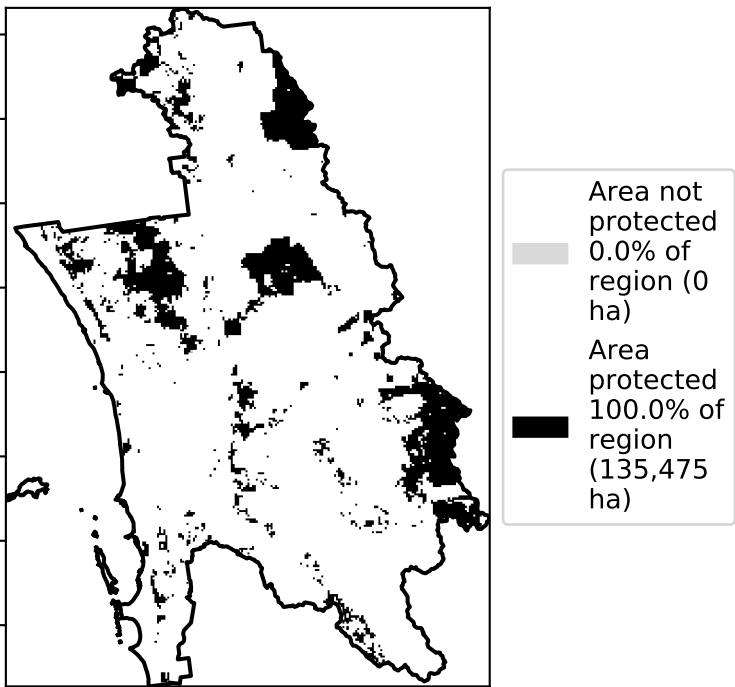 Area not
protected
0.0% of
region (0
ha)
Area
protected
100.0% of
region
(135,475
ha)